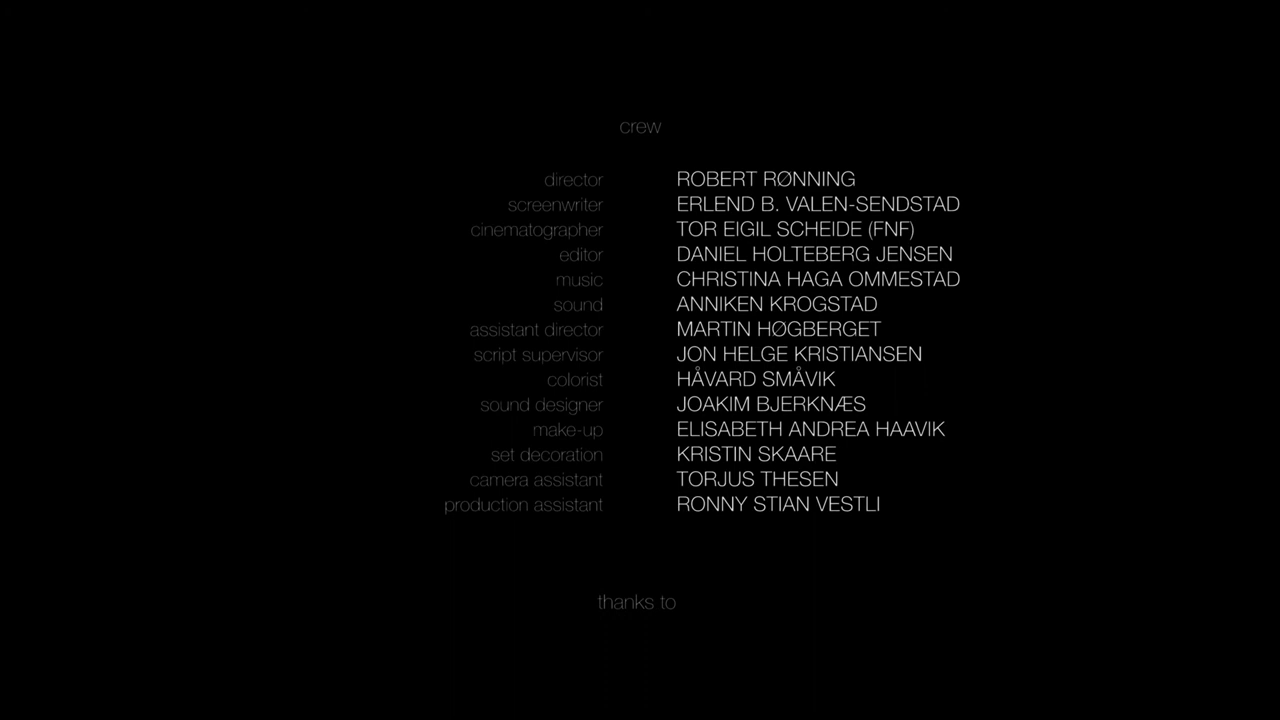 crew
director ROBERT RØNNING
screenwriter ERLEND B. VALEN-SENDSTAD
cinematographer TOR EIGIL SCHEIDE (FNF)
editor DANIEL HOLTEBERG JENSEN
music CHRISTINA HAGA OMMESTAD
sound ANNIKEN KROGSTAD
assistant director MARTIN HØGBERGET
script supervisor JON HELGE KRISTIANSEN
colorist HÅVARD SMÅVIK
sound designer JOAKIM BJERKNÆS
make-up ELISABETH ANDREA HAAVIK
set decoration KRISTIN SKAARE
camera assistant TORJUS THESEN
production assistant RONNY STIAN VESTLI
thanks to